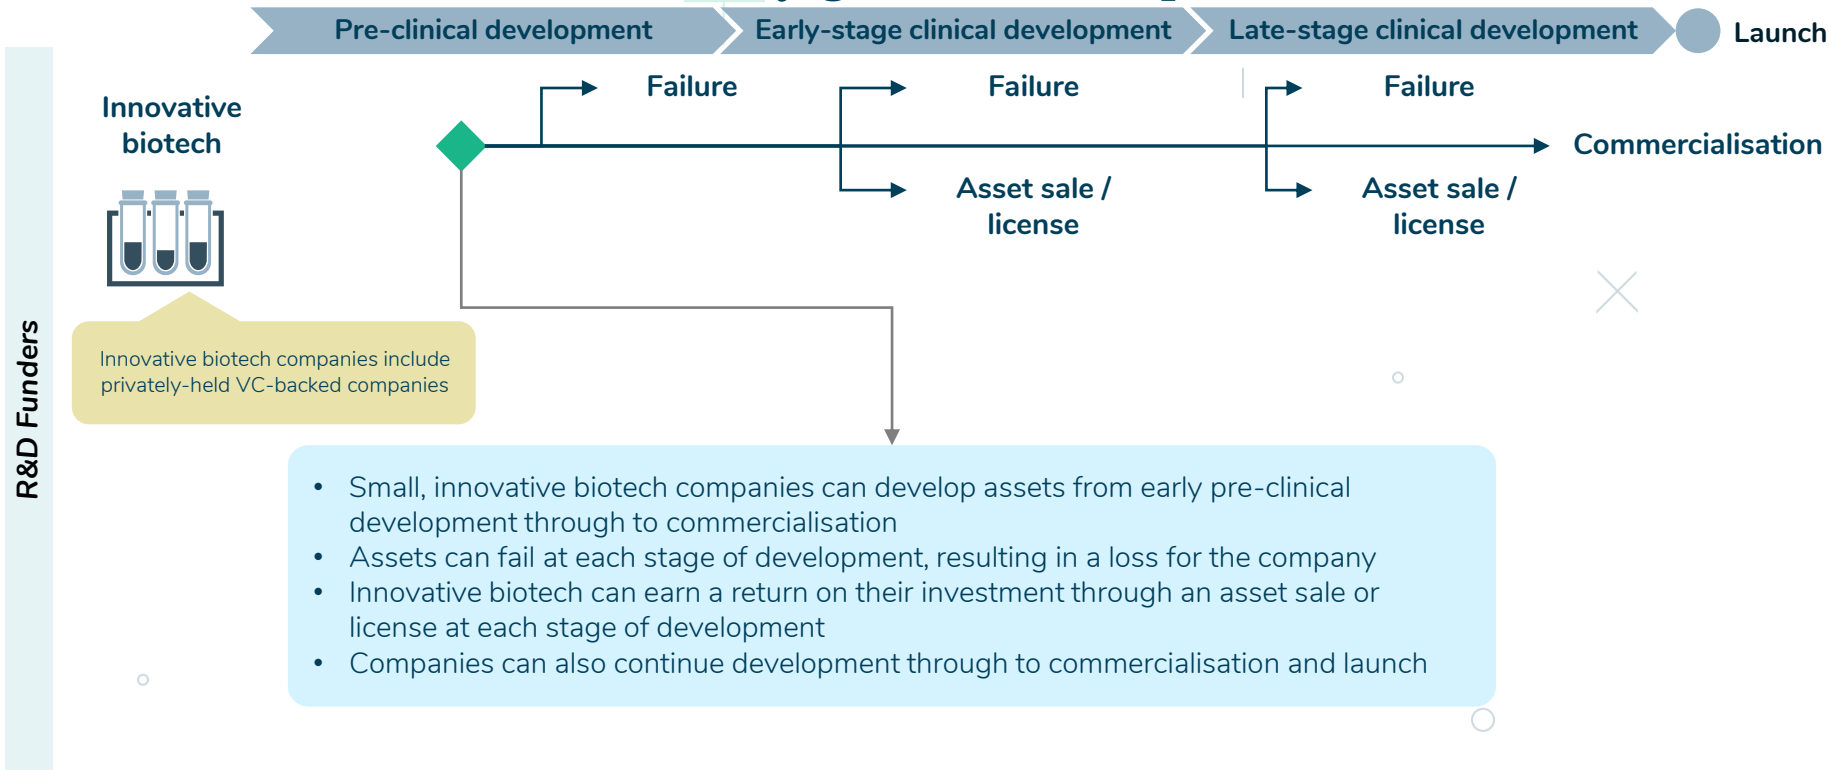 Pre-clinical development
Early-stage clinical development
Late-stage clinical development
Launch
Innovative
biotech
Failure
Failure
Failure
Commercialisation
Asset sale /
license
Asset sale /
license
R&D Funders
Innovative biotech companies include
privately-held VC-backed companies
• Small, innovative biotech companies can develop assets from early pre-clinical
development through to commercialisation
• Assets can fail at each stage of development, resulting in a loss for the company
• Innovative biotech can earn a return on their investment through an asset sale or
license at each stage of development
• Companies can also continue development through to commercialisation and launch